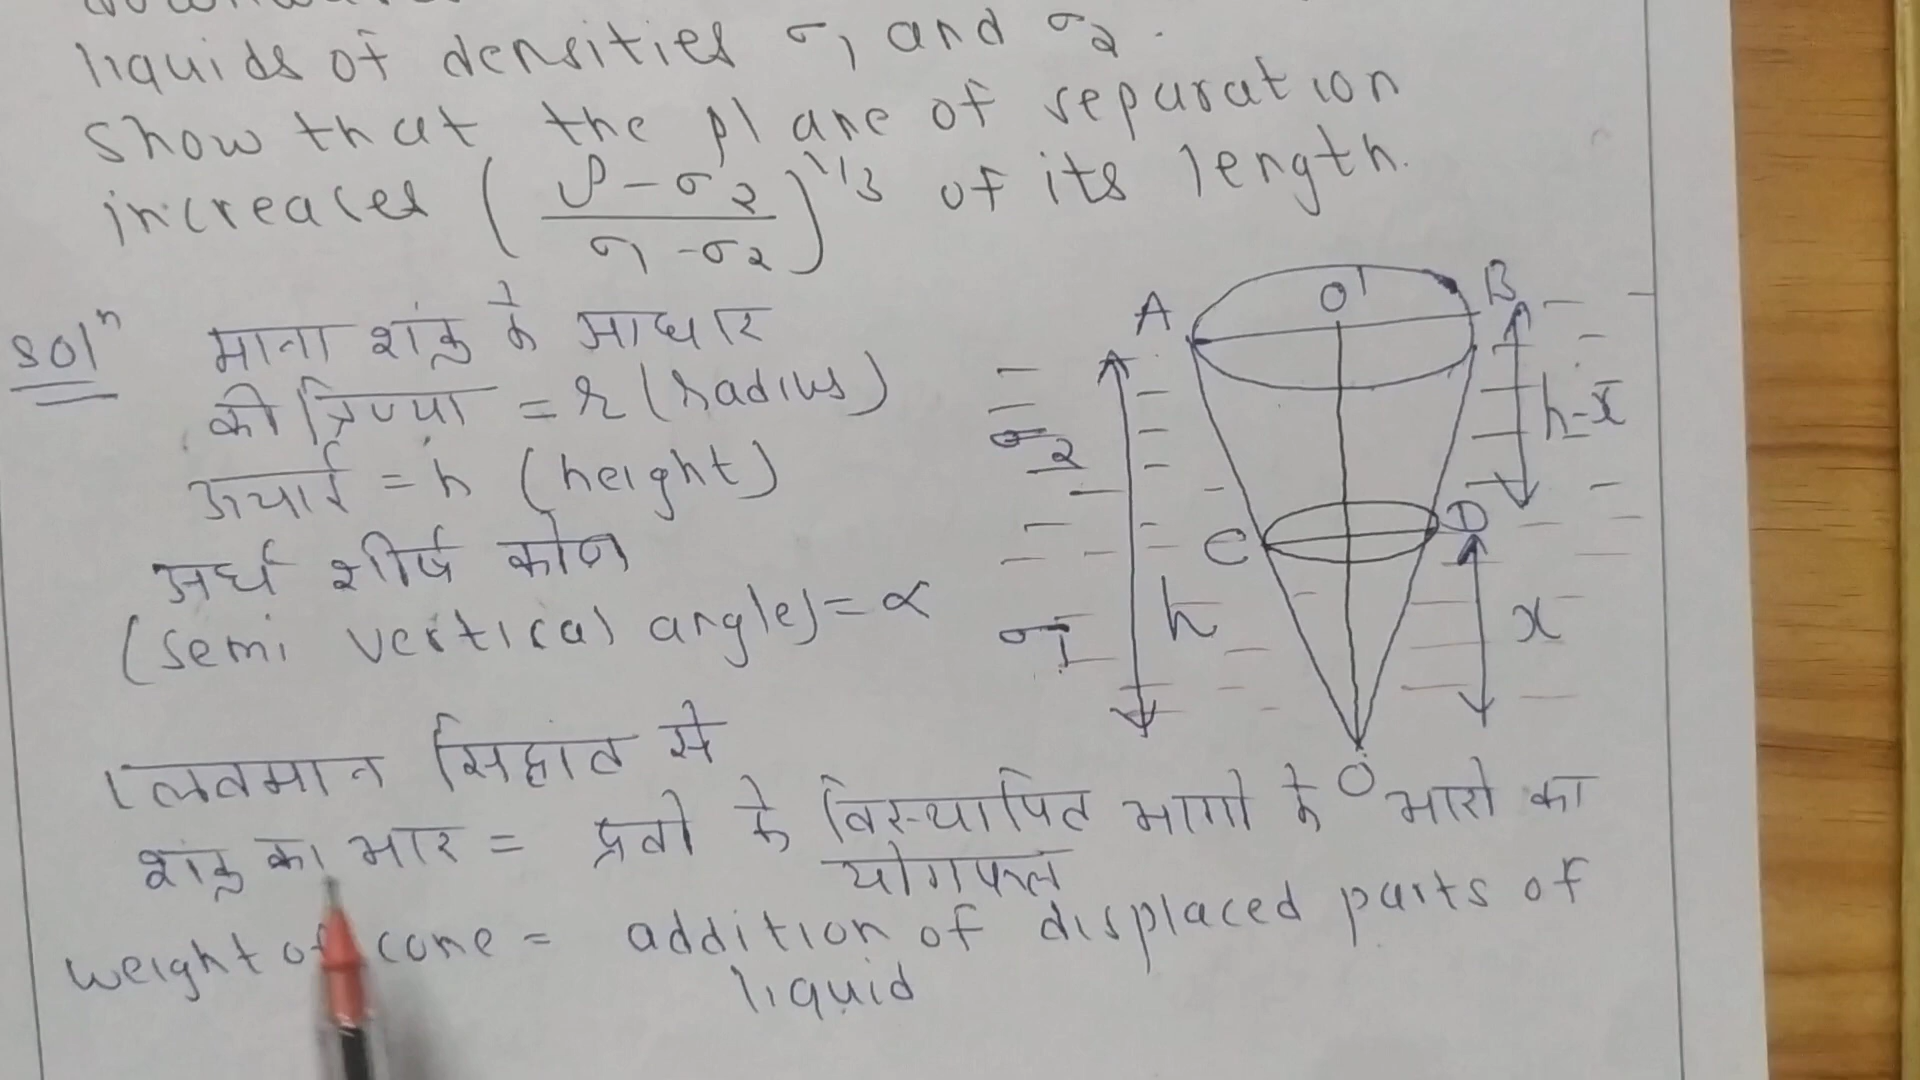 liquids of densities σ1 and σ2.
show that the plane of separation
increases (ρ-σ2/σ1-σ2)^1/3 of its length.
solⁿ माना शंकु के आधार
की त्रिज्या = r (radius)
ऊचाई = h (height)
अर्ध शीर्ष कोण
(semi vertical angle) = α
प्लवमान सिद्धांत से
शंकु का भार = द्रवो के विस्थापित भागो के भारो का
योगफल
weight of cone = addition of displaced parts of
liquid
A
O'
B
h-x
σ2
C
D
h
σ1
x
O